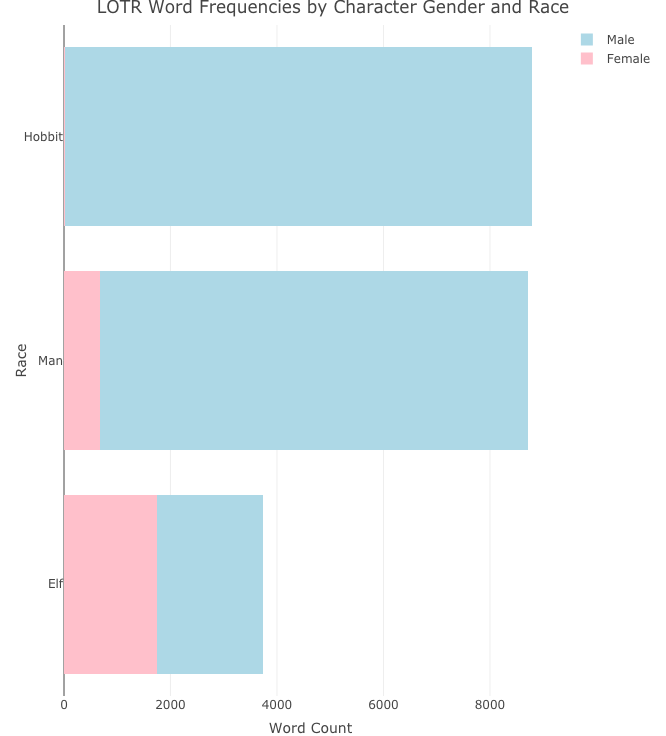 LOTR Word Frequencies by Character Gender and Race
Male
Female
Hobbit
Man
Elf
Race
0 2000 4000 6000 8000
Word Count